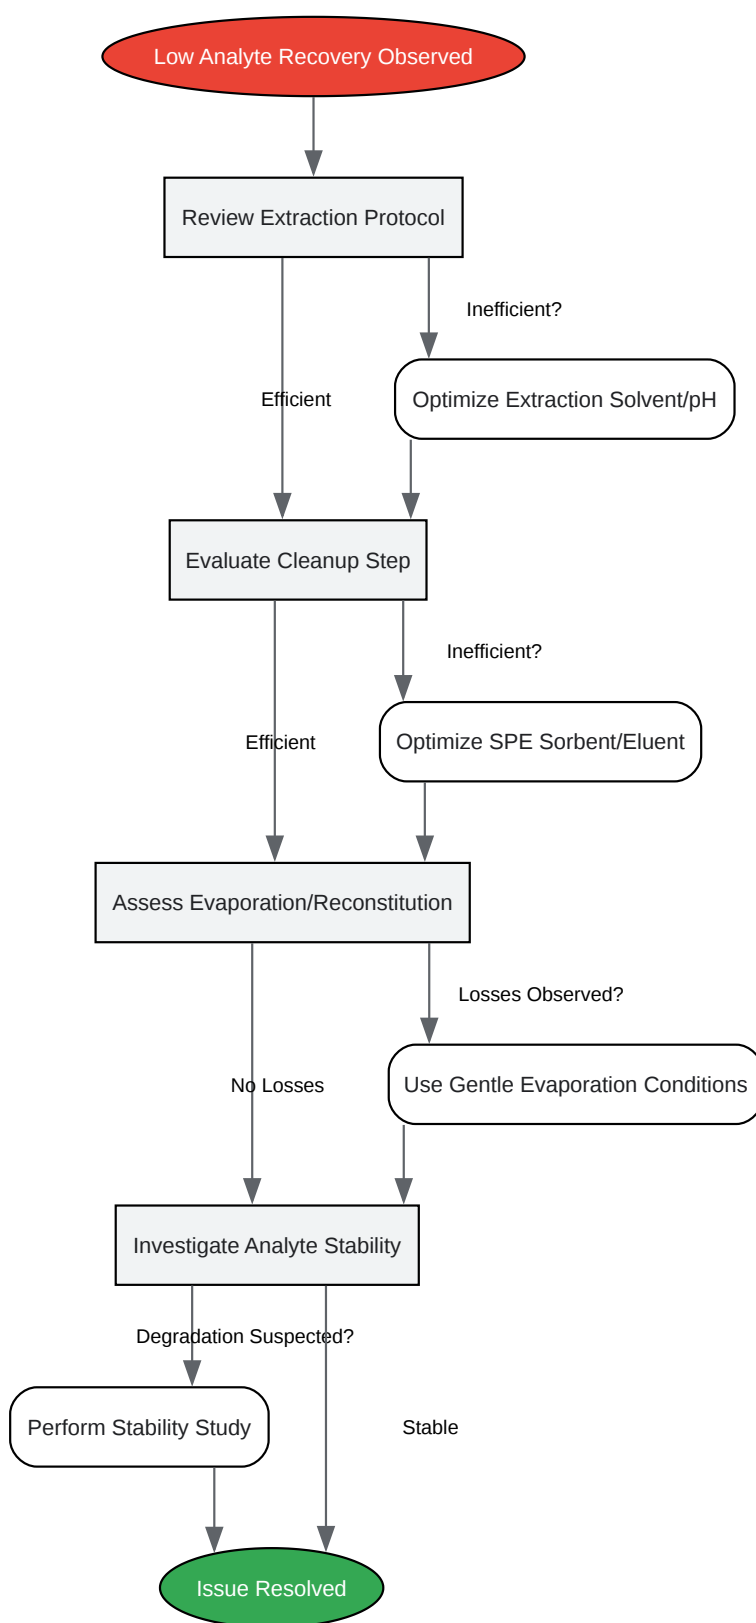 Low Analyte Recovery Observed
Review Extraction Protocol
Inefficient?
Efficient
Optimize Extraction Solvent/pH
Evaluate Cleanup Step
Inefficient?
Efficient
Optimize SPE Sorbent/Eluent
Assess Evaporation/Reconstitution
Losses Observed?
No Losses
Use Gentle Evaporation Conditions
Investigate Analyte Stability
Degradation Suspected?
Perform Stability Study
Stable
Issue Resolved